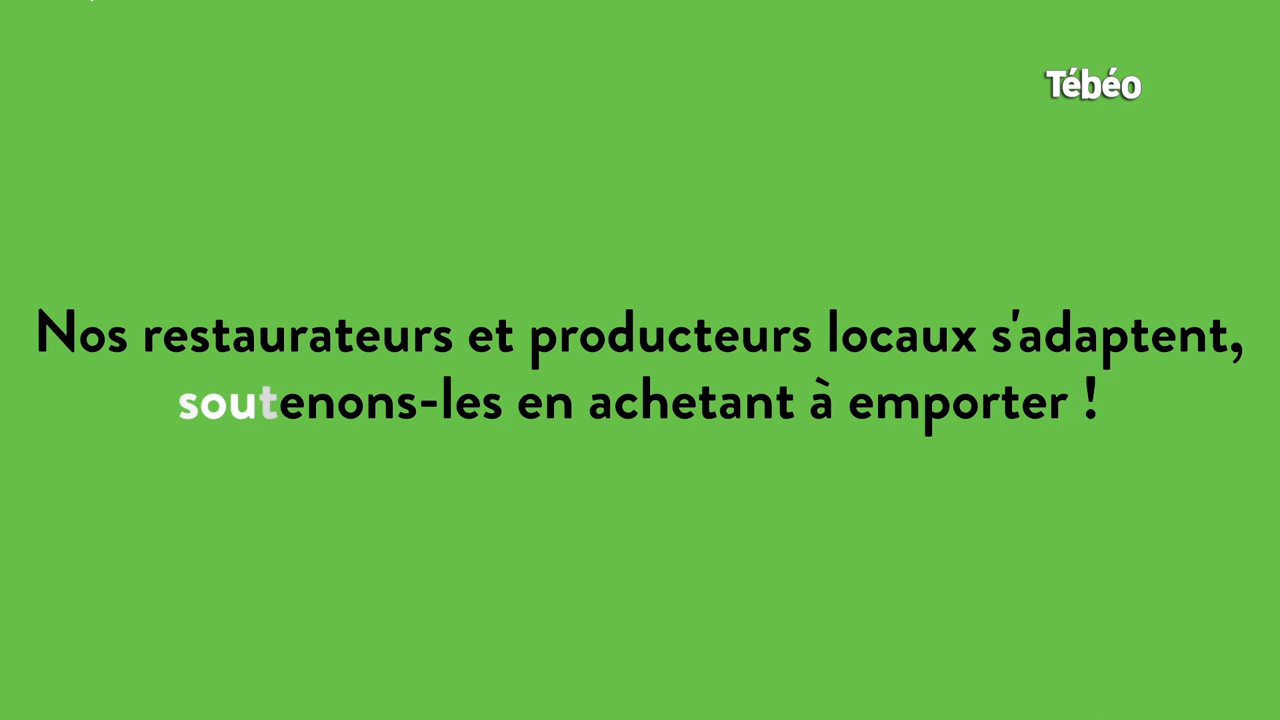 Tébéo
Nos restaurateurs et producteurs locaux s'adaptent,
soutenons-les en achetant à emporter !